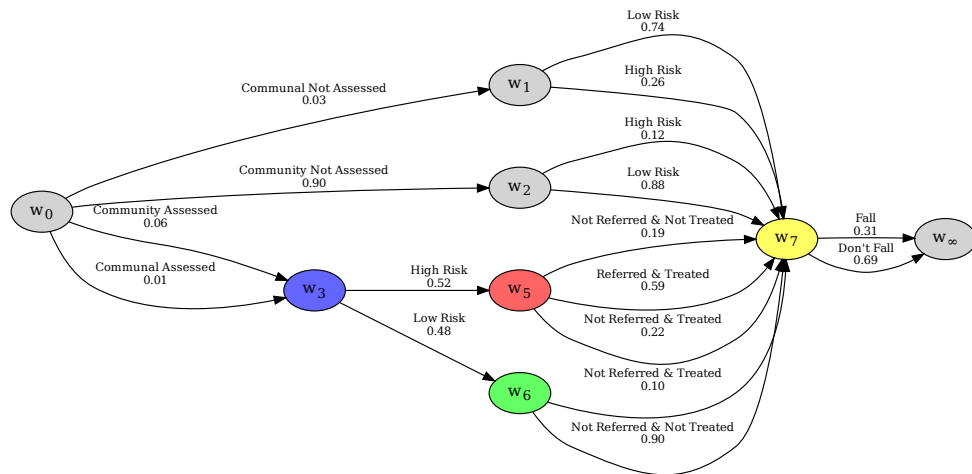 Low Risk
0.74
High Risk
0.26
Communal Not Assessed
0.03
w1
High Risk
0.12
Low Risk
0.88
Community Not Assessed
0.90
w2
w0
Community Assessed
0.06
Communal Assessed
0.01
Not Referred & Not Treated
0.19
Referred & Treated
0.59
Not Referred & Treated
0.22
High Risk
0.52
Low Risk
0.48
w3
w5
Not Referred & Treated
0.10
Not Referred & Not Treated
0.90
w6
w7
Fall
0.31
Don't Fall
0.69
w∞